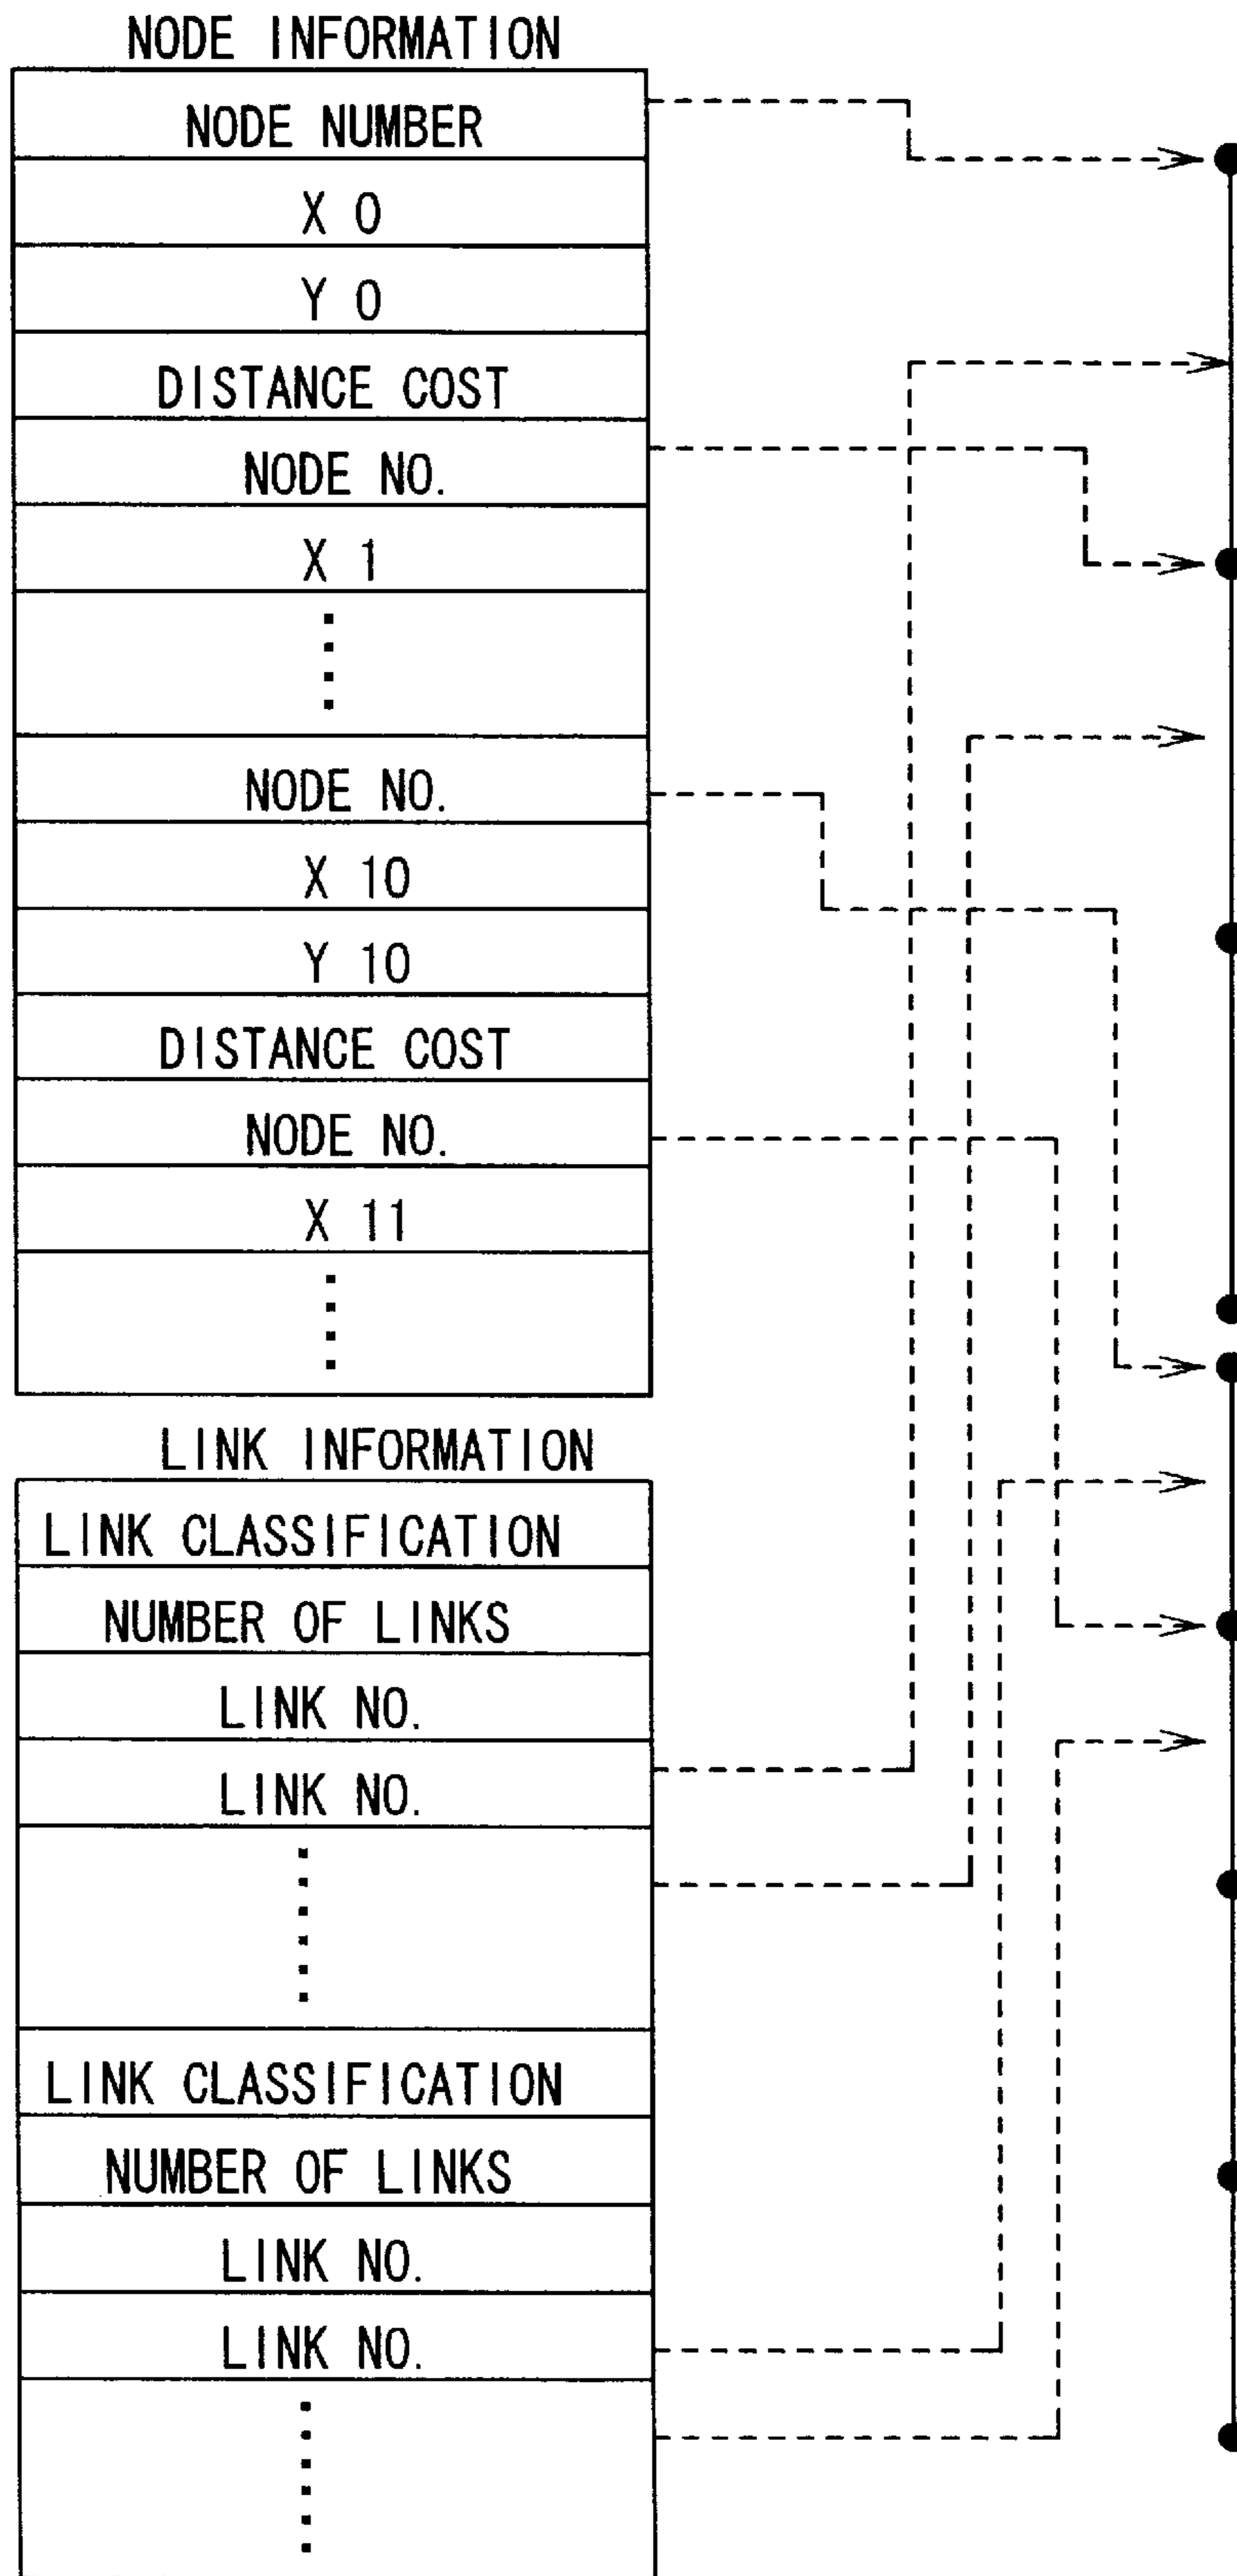 NODE INFORMATION
NODE NUMBER
X 0
Y 0
DISTANCE COST
NODE NO.
X 1
NODE NO.
X 10
Y 10
DISTANCE COST
NODE NO.
X 11
LINK INFORMATION
LINK CLASSIFICATION
NUMBER OF LINKS
LINK NO.
LINK NO.
LINK CLASSIFICATION
NUMBER OF LINKS
LINK NO.
LINK NO.